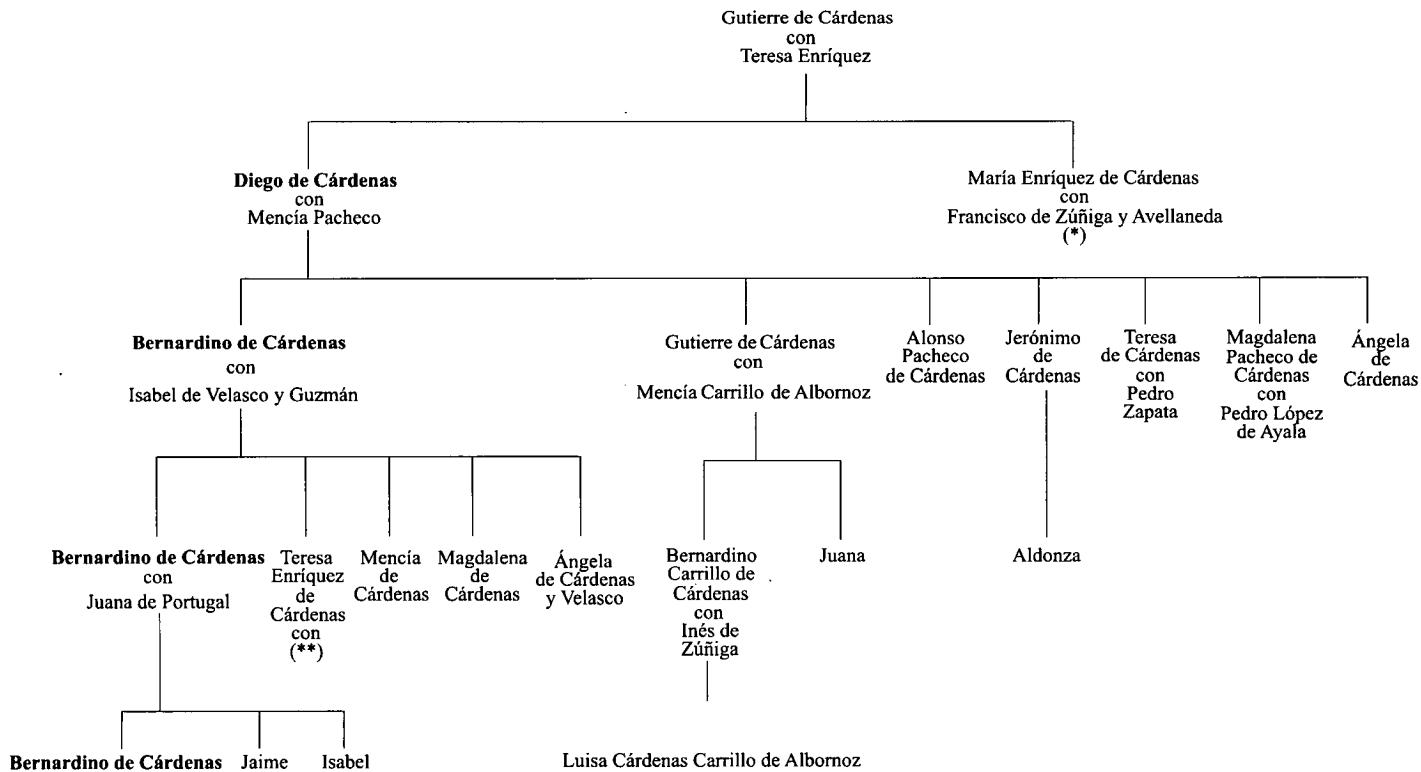 Gutierre de Cárdenas
con
Teresa Enríquez
Diego de Cárdenas
con
Mencía Pacheco
María Enríquez de Cárdenas
con
Francisco de Zúñiga y Avellaneda
(*)
Bernardino de Cárdenas
con
Isabel de Velasco y Guzmán
Gutierre de Cárdenas
con
Mencía Carrillo de Albornoz
Alonso
Pacheco
de Cárdenas
Jerónimo
de
Cárdenas
Teresa
de Cárdenas
con
Pedro
Zapata
Magdalena
Pacheco de
Cárdenas
con
Pedro López
de Ayala
Ángela
de
Cárdenas
Bernardino de Cárdenas
con
Juana de Portugal
Teresa
Enríquez
de
Cárdenas
con
(**)
Mencía
de
Cárdenas
Magdalena
de
Cárdenas
Ángela
de Cárdenas
y Velasco
Bernardino
Carrillo de
Cárdenas
con
Inés de
Zúñiga
Juana
Aldonza
Bernardino de Cárdenas
Jaime
Isabel
Luisa Cárdenas Carrillo de Albornoz